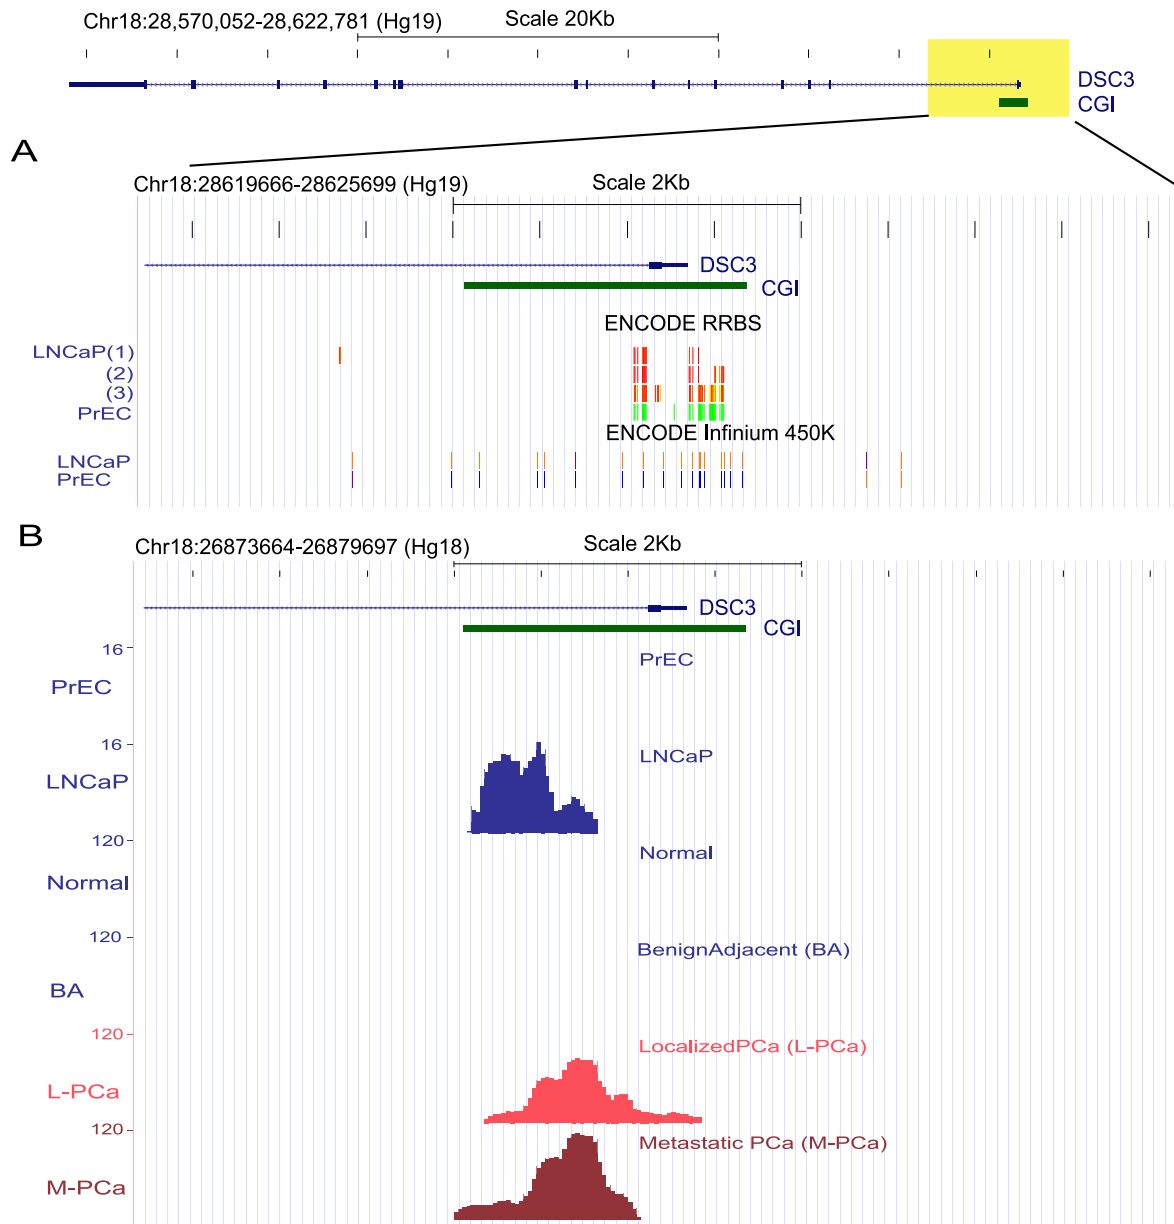 Chr18:28,570,052-28,622,781 (Hg19) Scale 20Kb
DSC3
CGI
A
Chr18:28619666-28625699 (Hg19) Scale 2Kb
DSC3
CGI
ENCODE RRBS
LNCaP(1)
(2)
(3)
PrEC
ENCODE Infinium 450K
LNCaP
PrEC
B
Chr18:26873664-26879697 (Hg18) Scale 2Kb
DSC3
CGI
16
PrEC
PrEC
16
LNCaP
LNCaP
120
Normal
Normal
120
BenignAdjacent (BA)
BA
120
LocalizedPCa (L-PCa)
L-PCa
120
Metastatic PCa (M-PCa)
M-PCa